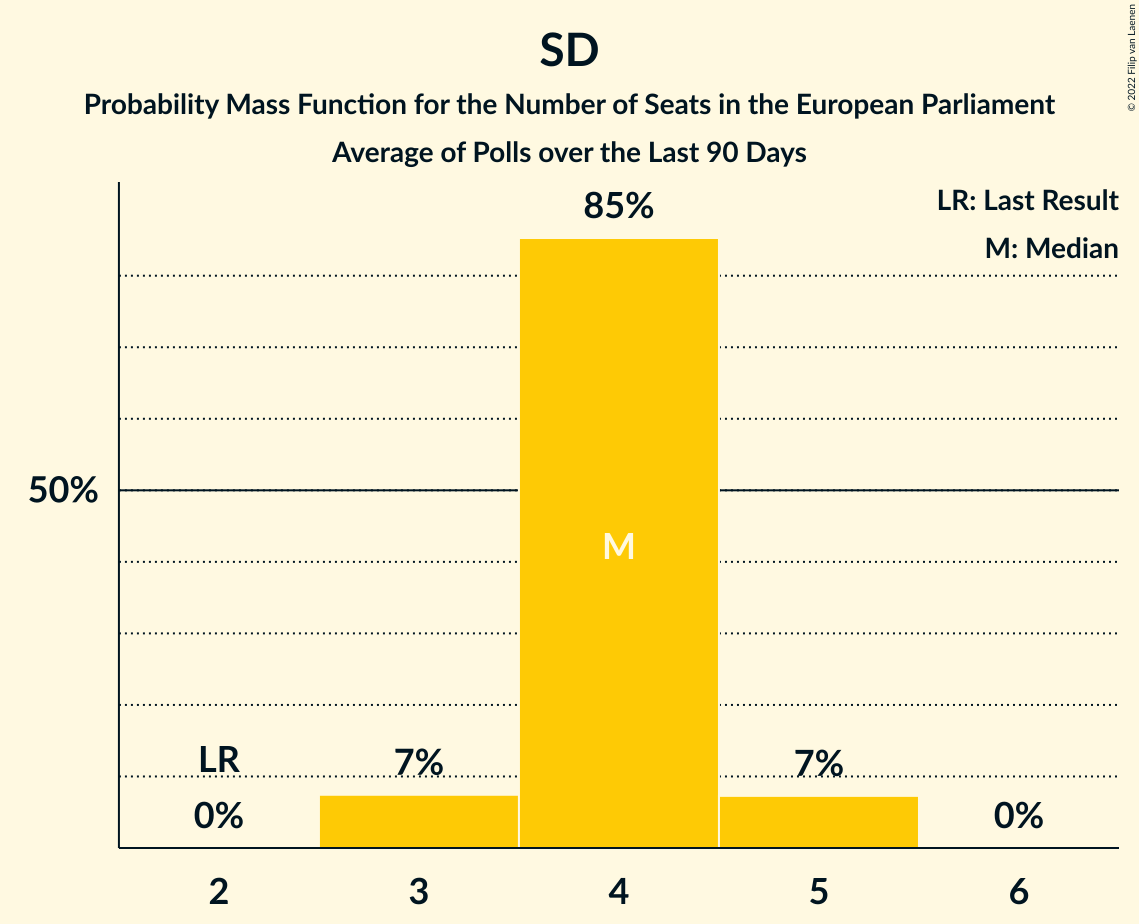 SD
Probability Mass Function for the Number of Seats in the European Parliament
Average of Polls over the Last 90 Days
© 2022 Filip van Laenen
LR: Last Result
M: Median
85%
50%
M
LR
7%
7%
0%
0%
2 3 4 5 6